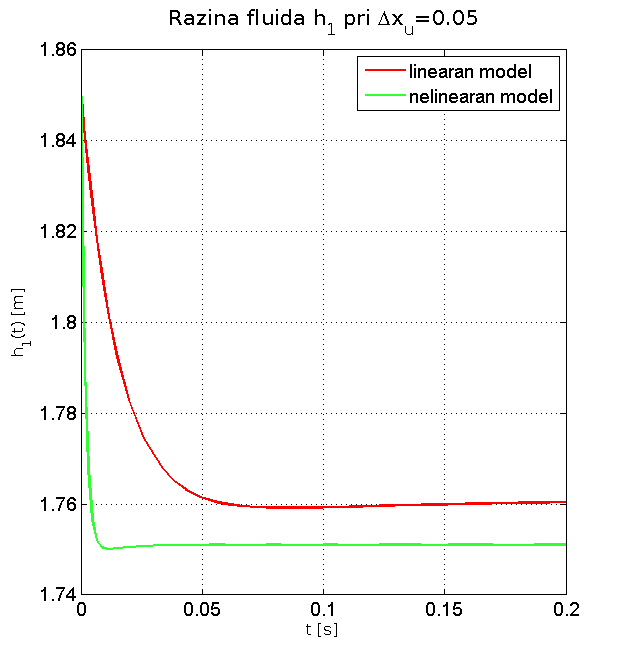 Razina fluida h₁ pri Δxᵤ=0.05
1.86
1.84
1.82
1.8
1.78
1.76
1.74
h₁(t) [m]
linearan model
nelinearan model
0
0.05
0.1
0.15
0.2
t [s]